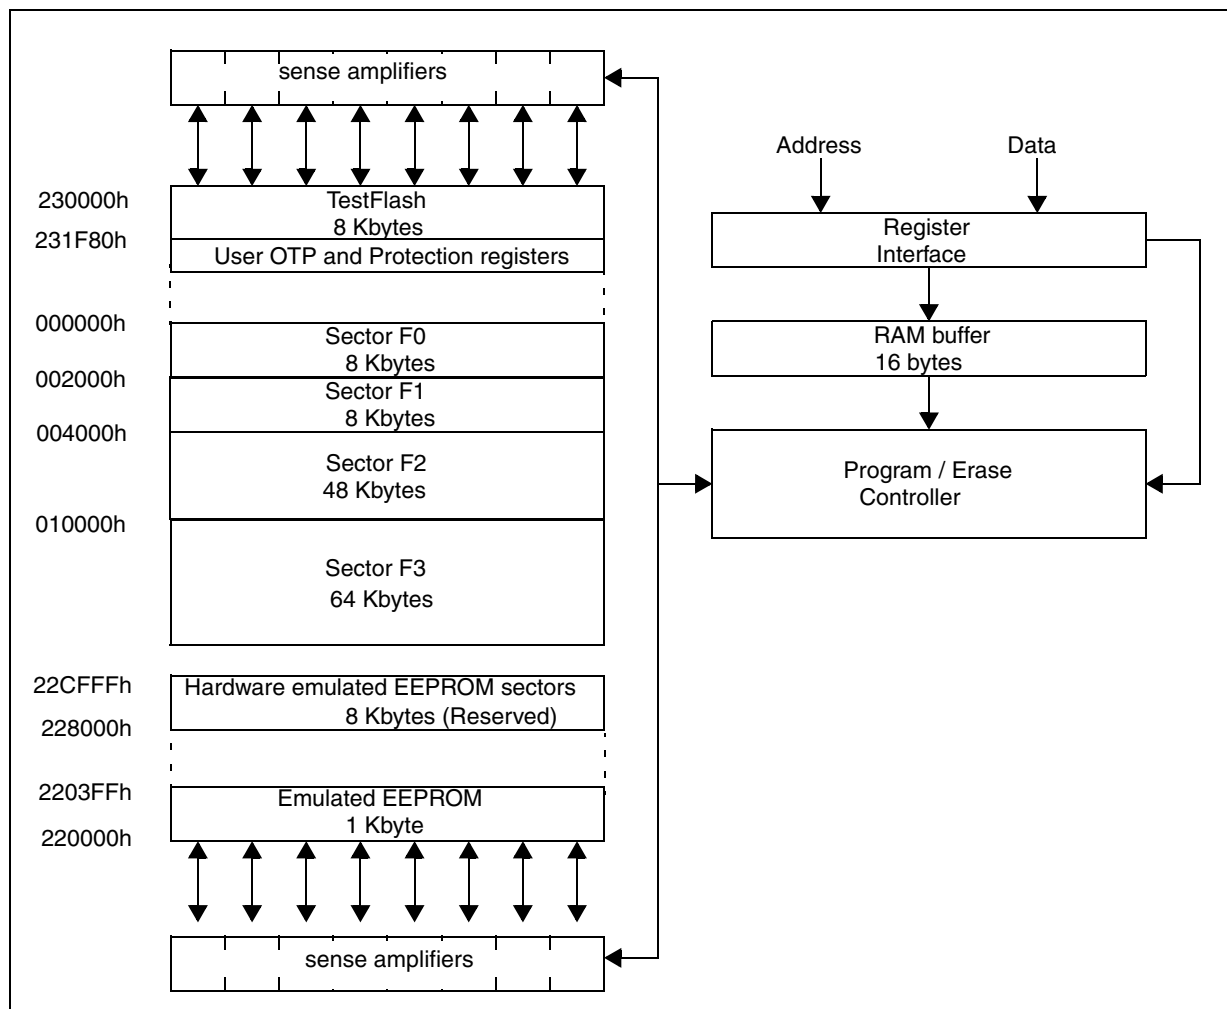 sense amplifiers
230000h
TestFlash
8 Kbytes
231F80h
User OTP and Protection registers
000000h
Sector F0
8 Kbytes
002000h
Sector F1
8 Kbytes
004000h
Sector F2
48 Kbytes
010000h
Sector F3
64 Kbytes
22CFFFh
Hardware emulated EEPROM sectors
8 Kbytes (Reserved)
228000h
2203FFh
Emulated EEPROM
1 Kbyte
220000h
sense amplifiers
Address
Data
Register
Interface
RAM buffer
16 bytes
Program / Erase
Controller